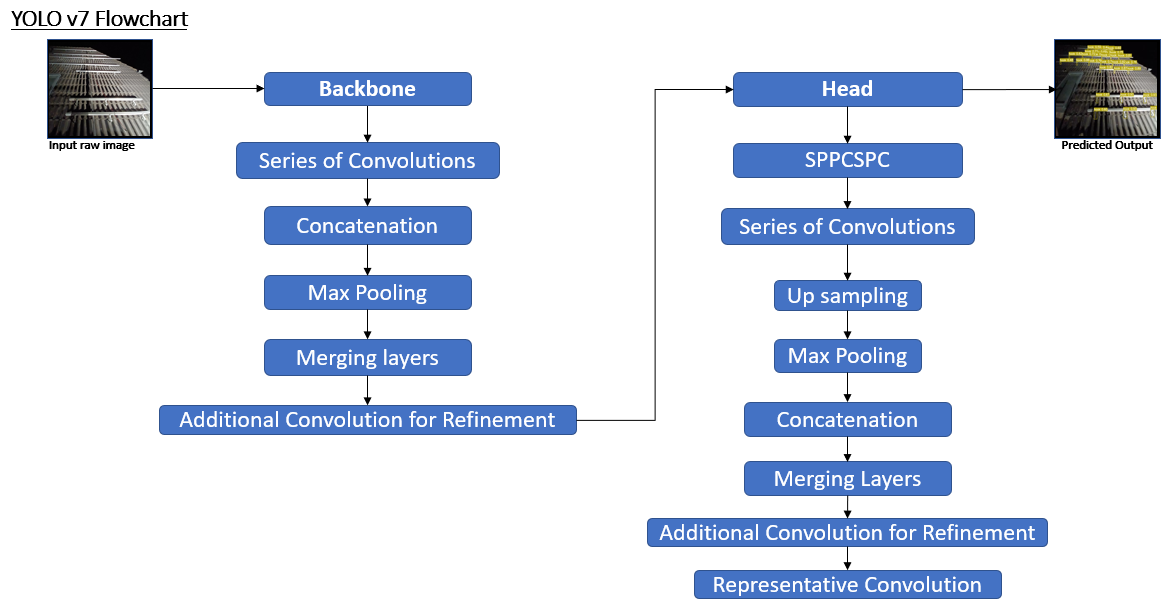 YOLO v7 Flowchart
Input raw image
Backbone
Series of Convolutions
Concatenation
Max Pooling
Merging layers
Additional Convolution for Refinement
Head
SPPCSPC
Series of Convolutions
Up sampling
Max Pooling
Concatenation
Merging Layers
Additional Convolution for Refinement
Representative Convolution
Predicted Output